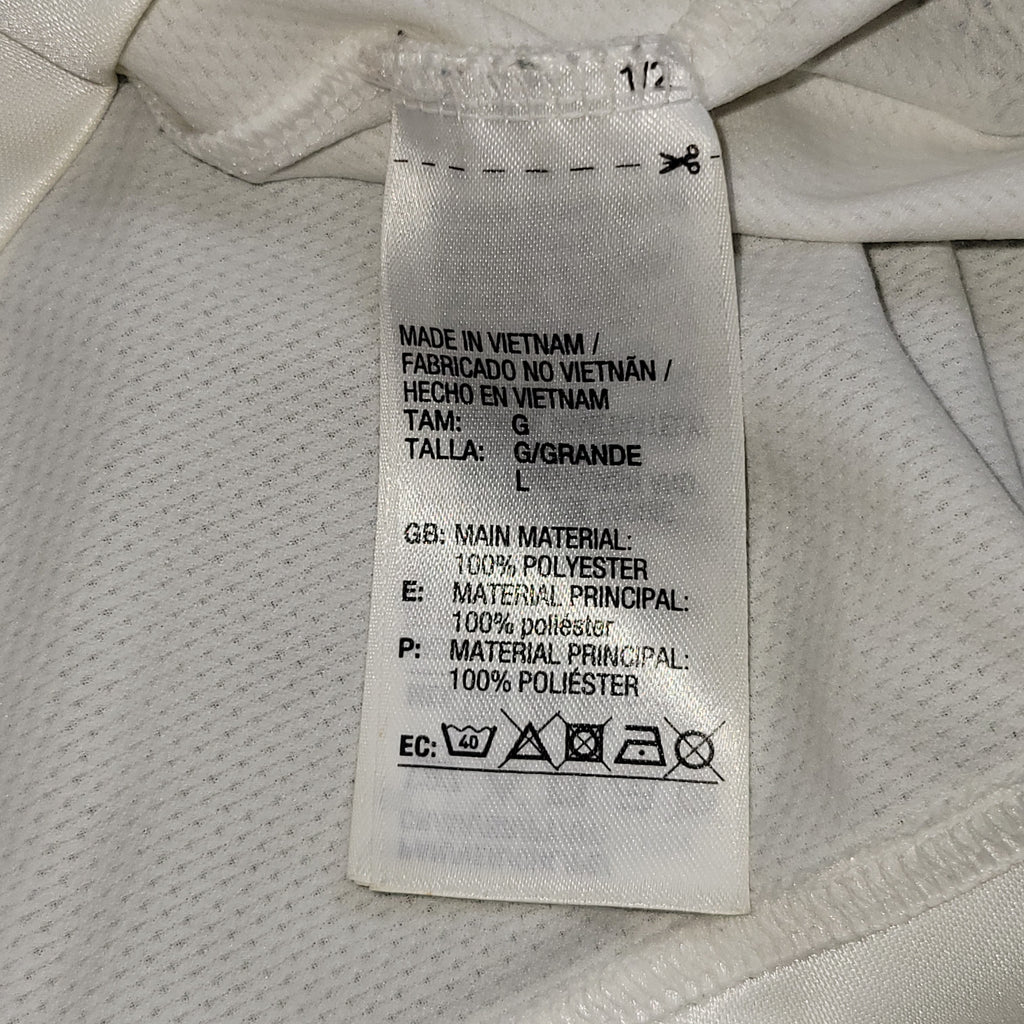 1/2
MADE IN VIETNAM /
FABRICADO NO VIETNÃN /
HECHO EN VIETNAM
TAM: G
TALLA: G/GRANDE
L
GB: MAIN MATERIAL:
100% POLYESTER
E: MATERIAL PRINCIPAL:
100% poliéster
P: MATERIAL PRINCIPAL:
100% POLIÉSTER
EC: 40